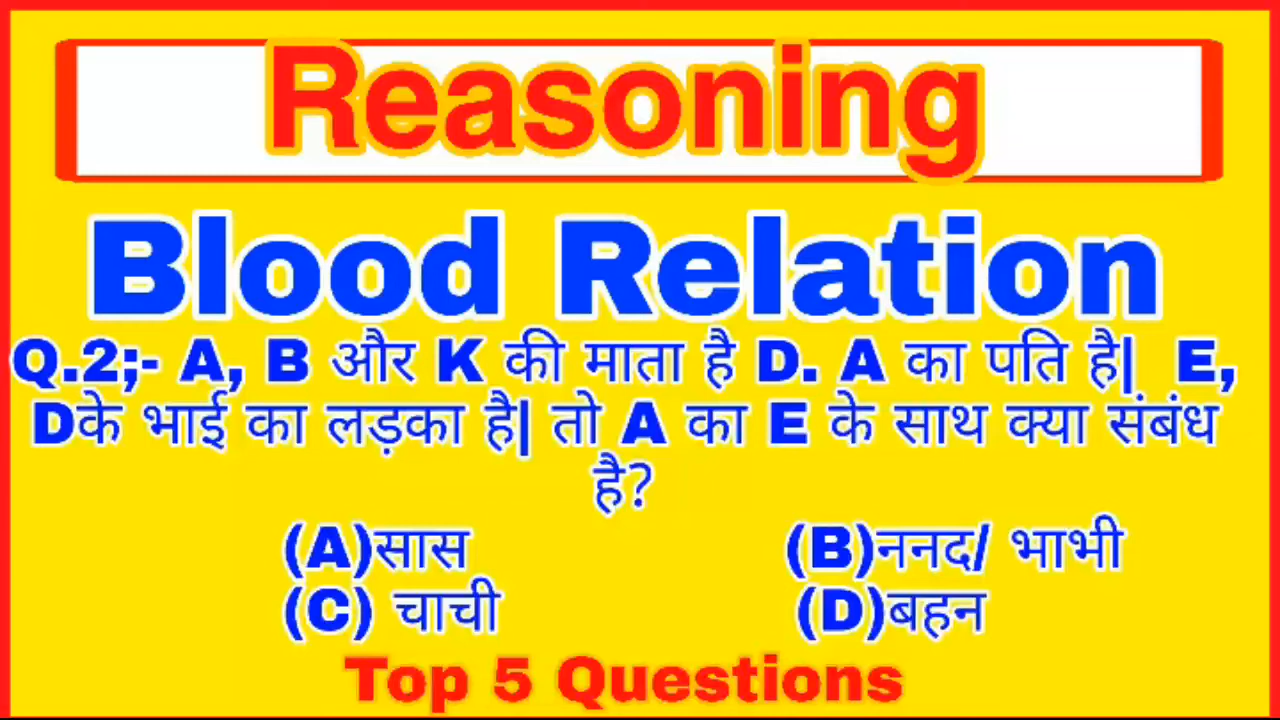 Reasoning
Blood Relation
Q.2;- A, B और K की माता है D. A का पति है| E,
Dके भाई का लड़का है| तो A का E के साथ क्या संबंध
है?
(A)सास (B)ननद/ भाभी
(C) चाची (D)बहन
Top 5 Questions